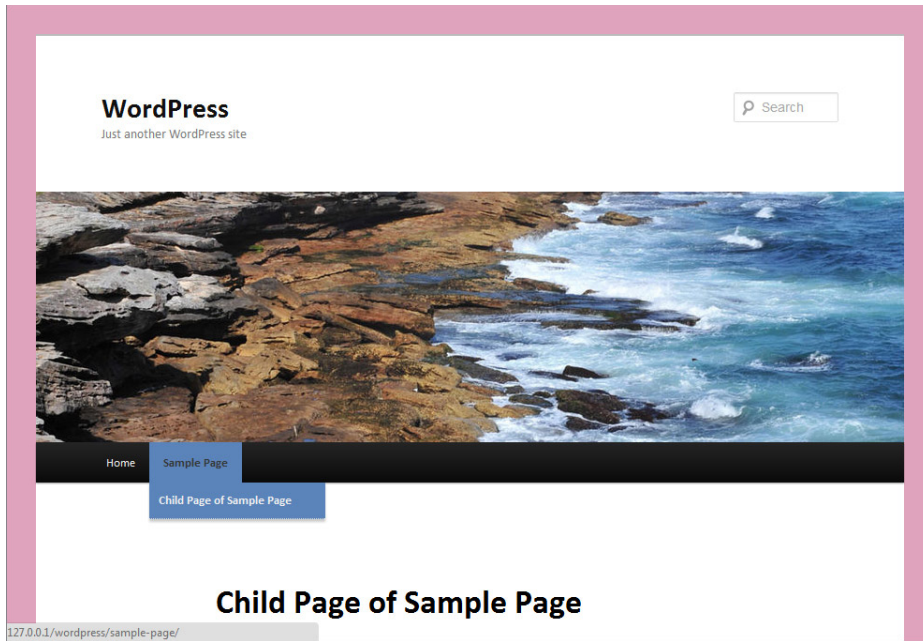 WordPress
Just another WordPress site
Search
Home
Sample Page
Child Page of Sample Page
Child Page of Sample Page
127.0.0.1/wordpress/sample-page/